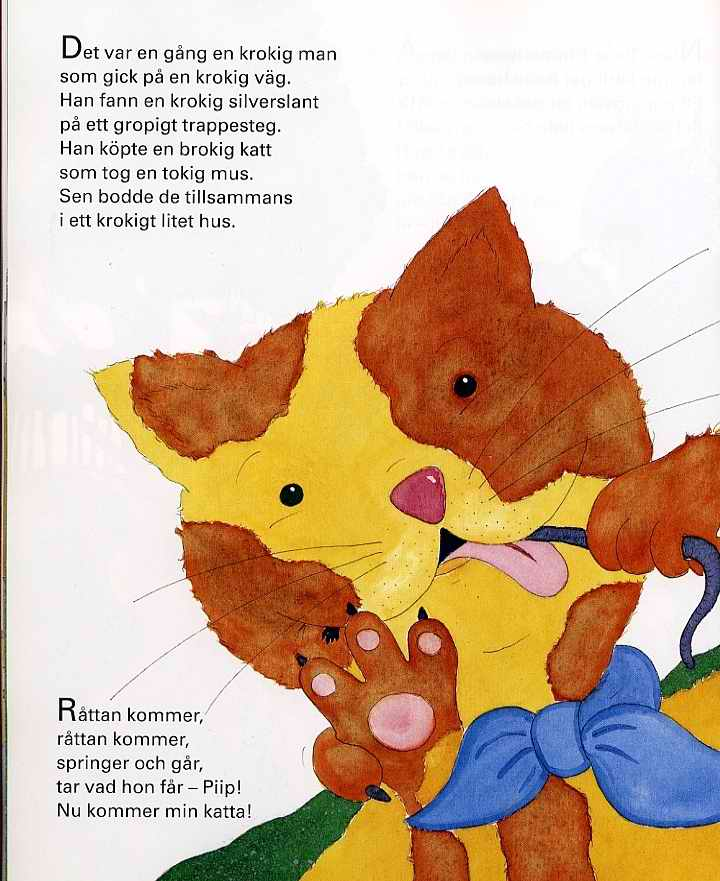 Det var en gång en krokig man
som gick på en krokig väg.
Han fann en krokig silverslant
på ett gropigt trappesteg.
Han köpte en brokig katt
som tog en tokig mus.
Sen bodde de tillsammans
i ett krokigt litet hus.
Råttan kommer,
råttan kommer,
springer och går,
tar vad hon får – Piip!
Nu kommer min katta!